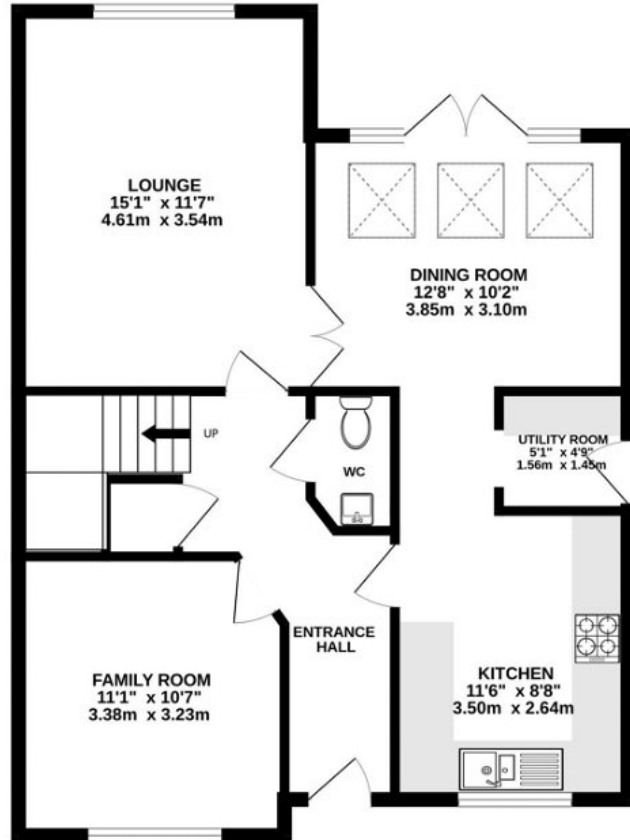 LOUNGE
15'1" x 11'7"
4.61m x 3.54m
DINING ROOM
12'8" x 10'2"
3.85m x 3.10m
UP
WC
UTILITY ROOM
5'1" x 4'9"
1.56m x 1.45m
ENTRANCE
HALL
FAMILY ROOM
11'1" x 10'7"
3.38m x 3.23m
KITCHEN
11'6" x 8'8"
3.50m x 2.64m